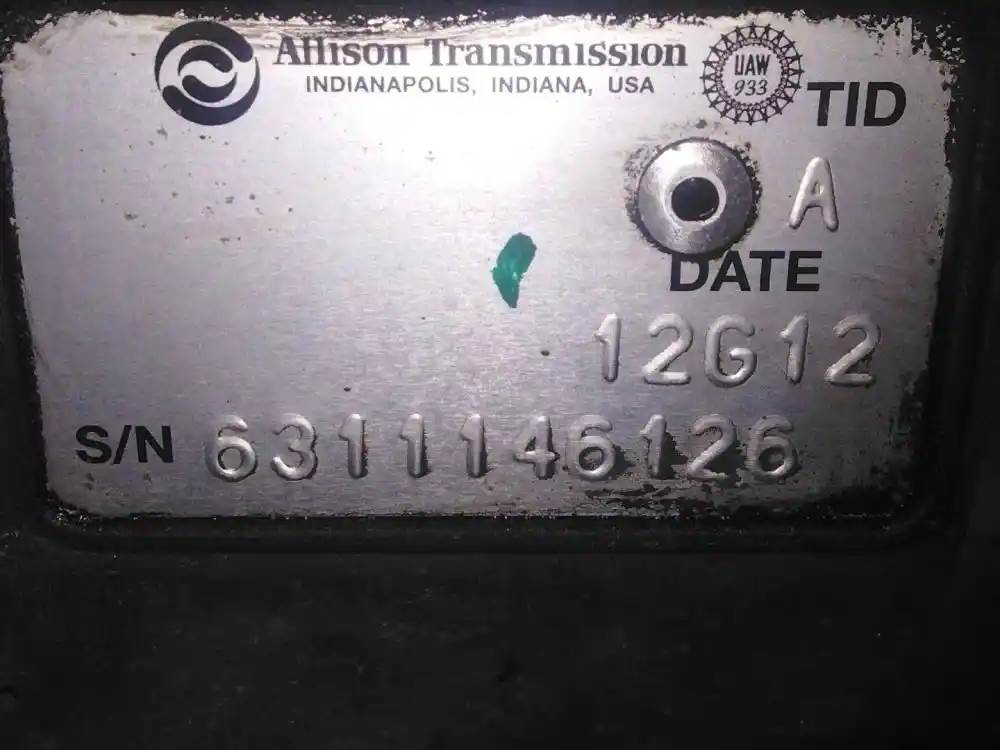 Allison Transmission
INDIANAPOLIS, INDIANA, USA
UAW
933
TID
A
DATE
12G12
S/N 6311146126